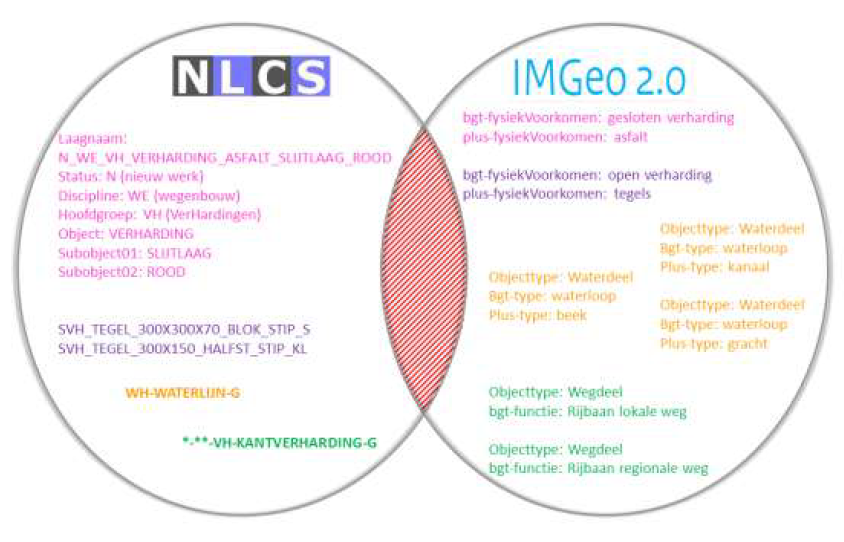 NLCS
Laagnaam:
N_WE_VH_VERHARDING_ASFALT_SLIJTLAAG_ROOD
Status: N (nieuw werk)
Discipline: WE (wegenbouw)
Hoofdgroep: VH (VerHardingen)
Object: VERHARDING
Subobject01: SLIJTLAAG
Subobject02: ROOD
SVH_TEGEL_300X300X70_BLOK_STIP_S
SVH_TEGEL_300X150_HALFST_STIP_KL
WH-WATERLIJN-G
*-**-VH-KANTVERHARDING-G
IMGeo 2.0
bgt-fysiekVoorkomen: gesloten verharding
plus-fysiekVoorkomen: asfalt
bgt-fysiekVoorkomen: open verharding
plus-fysiekVoorkomen: tegels
Objecttype: Waterdeel
Bgt-type: waterloop
Plus-type: kanaal
Objecttype: Waterdeel
Bgt-type: waterloop
Plus-type: beek
Objecttype: Waterdeel
Bgt-type: waterloop
Plus-type: gracht
Objecttype: Wegdeel
bgt-functie: Rijbaan lokale weg
Objecttype: Wegdeel
bgt-functie: Rijbaan regionale weg